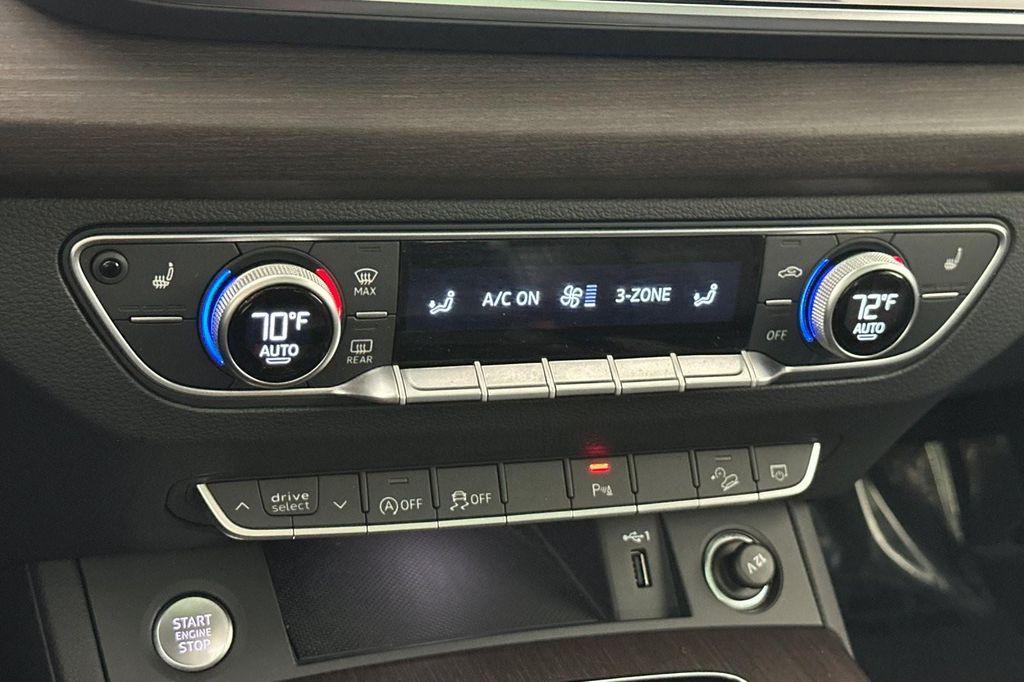 MAX
70°F
AUTO
REAR
A/C ON
3-ZONE
72°F
AUTO
OFF
drive
select
A OFF
OFF
P
1
12V
START
ENGINE
STOP